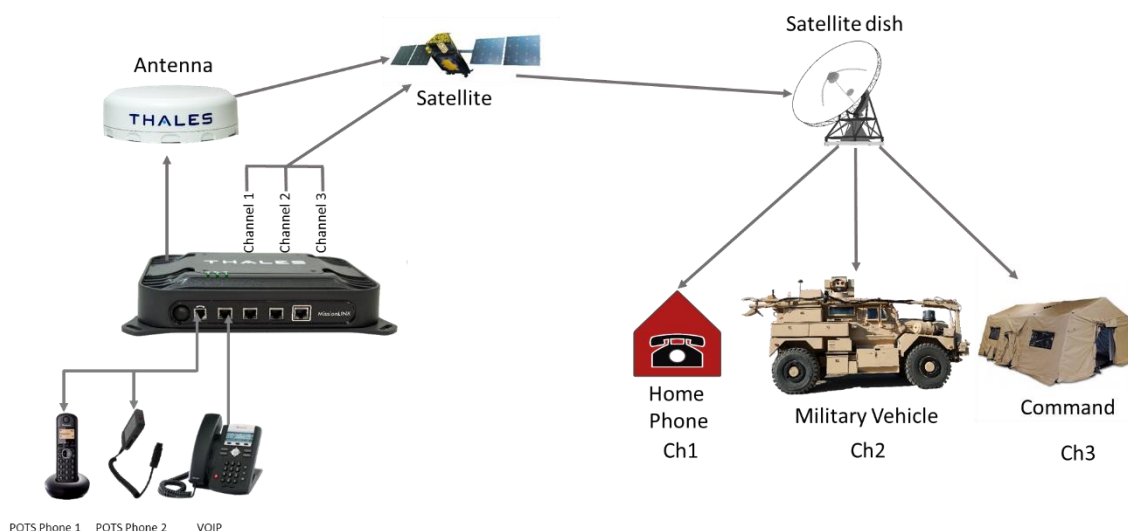 Satellite dish
Antenna
THALES
Satellite
Channel 1
Channel 2
Channel 3
THALES
MissionLINK
Home
Phone
Ch1
Military Vehicle
Ch2
Command
Ch3
POTS Phone 1
POTS Phone 2
VOIP